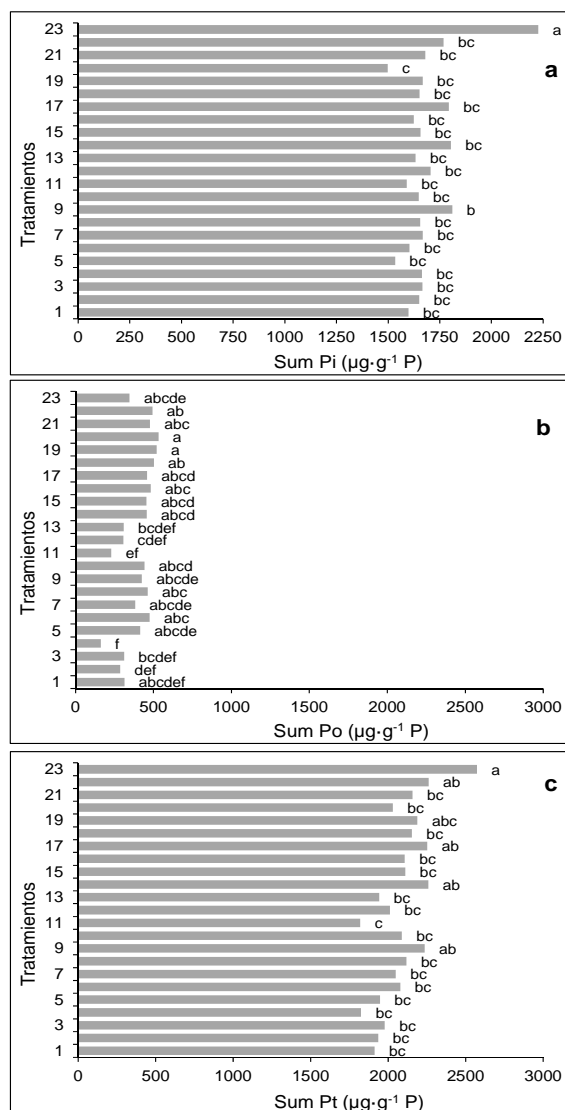 23 a
bc
21 bc
c
19 bc
bc
17 bc
bc
15 bc
bc
13 bc
bc
11 bc
bc
9 b
bc
7 bc
bc
5 bc
bc
3 bc
bc
1 bc
a
Tratamientos
0 250 500 750 1000 1250 1500 1750 2000 2250
Sum Pi (µg·g⁻¹ P)
23 abcde
ab
21 abc
a
19 a
ab
17 abcd
abc
15 abcd
abcd
13 bcdef
cdef
11 ef
abcd
9 abcde
abc
7 abcde
abc
5 abcde
f
3 bcdef
def
1 abcdef
b
Tratamientos
0 500 1000 1500 2000 2500 3000
Sum Po (µg·g⁻¹ P)
23 a
ab
21 bc
bc
19 abc
bc
17 ab
bc
15 bc
ab
13 bc
bc
11 c
bc
9 ab
bc
7 bc
bc
5 bc
bc
3 bc
bc
1 bc
c
Tratamientos
0 500 1000 1500 2000 2500 3000
Sum Pt (µg·g⁻¹ P)